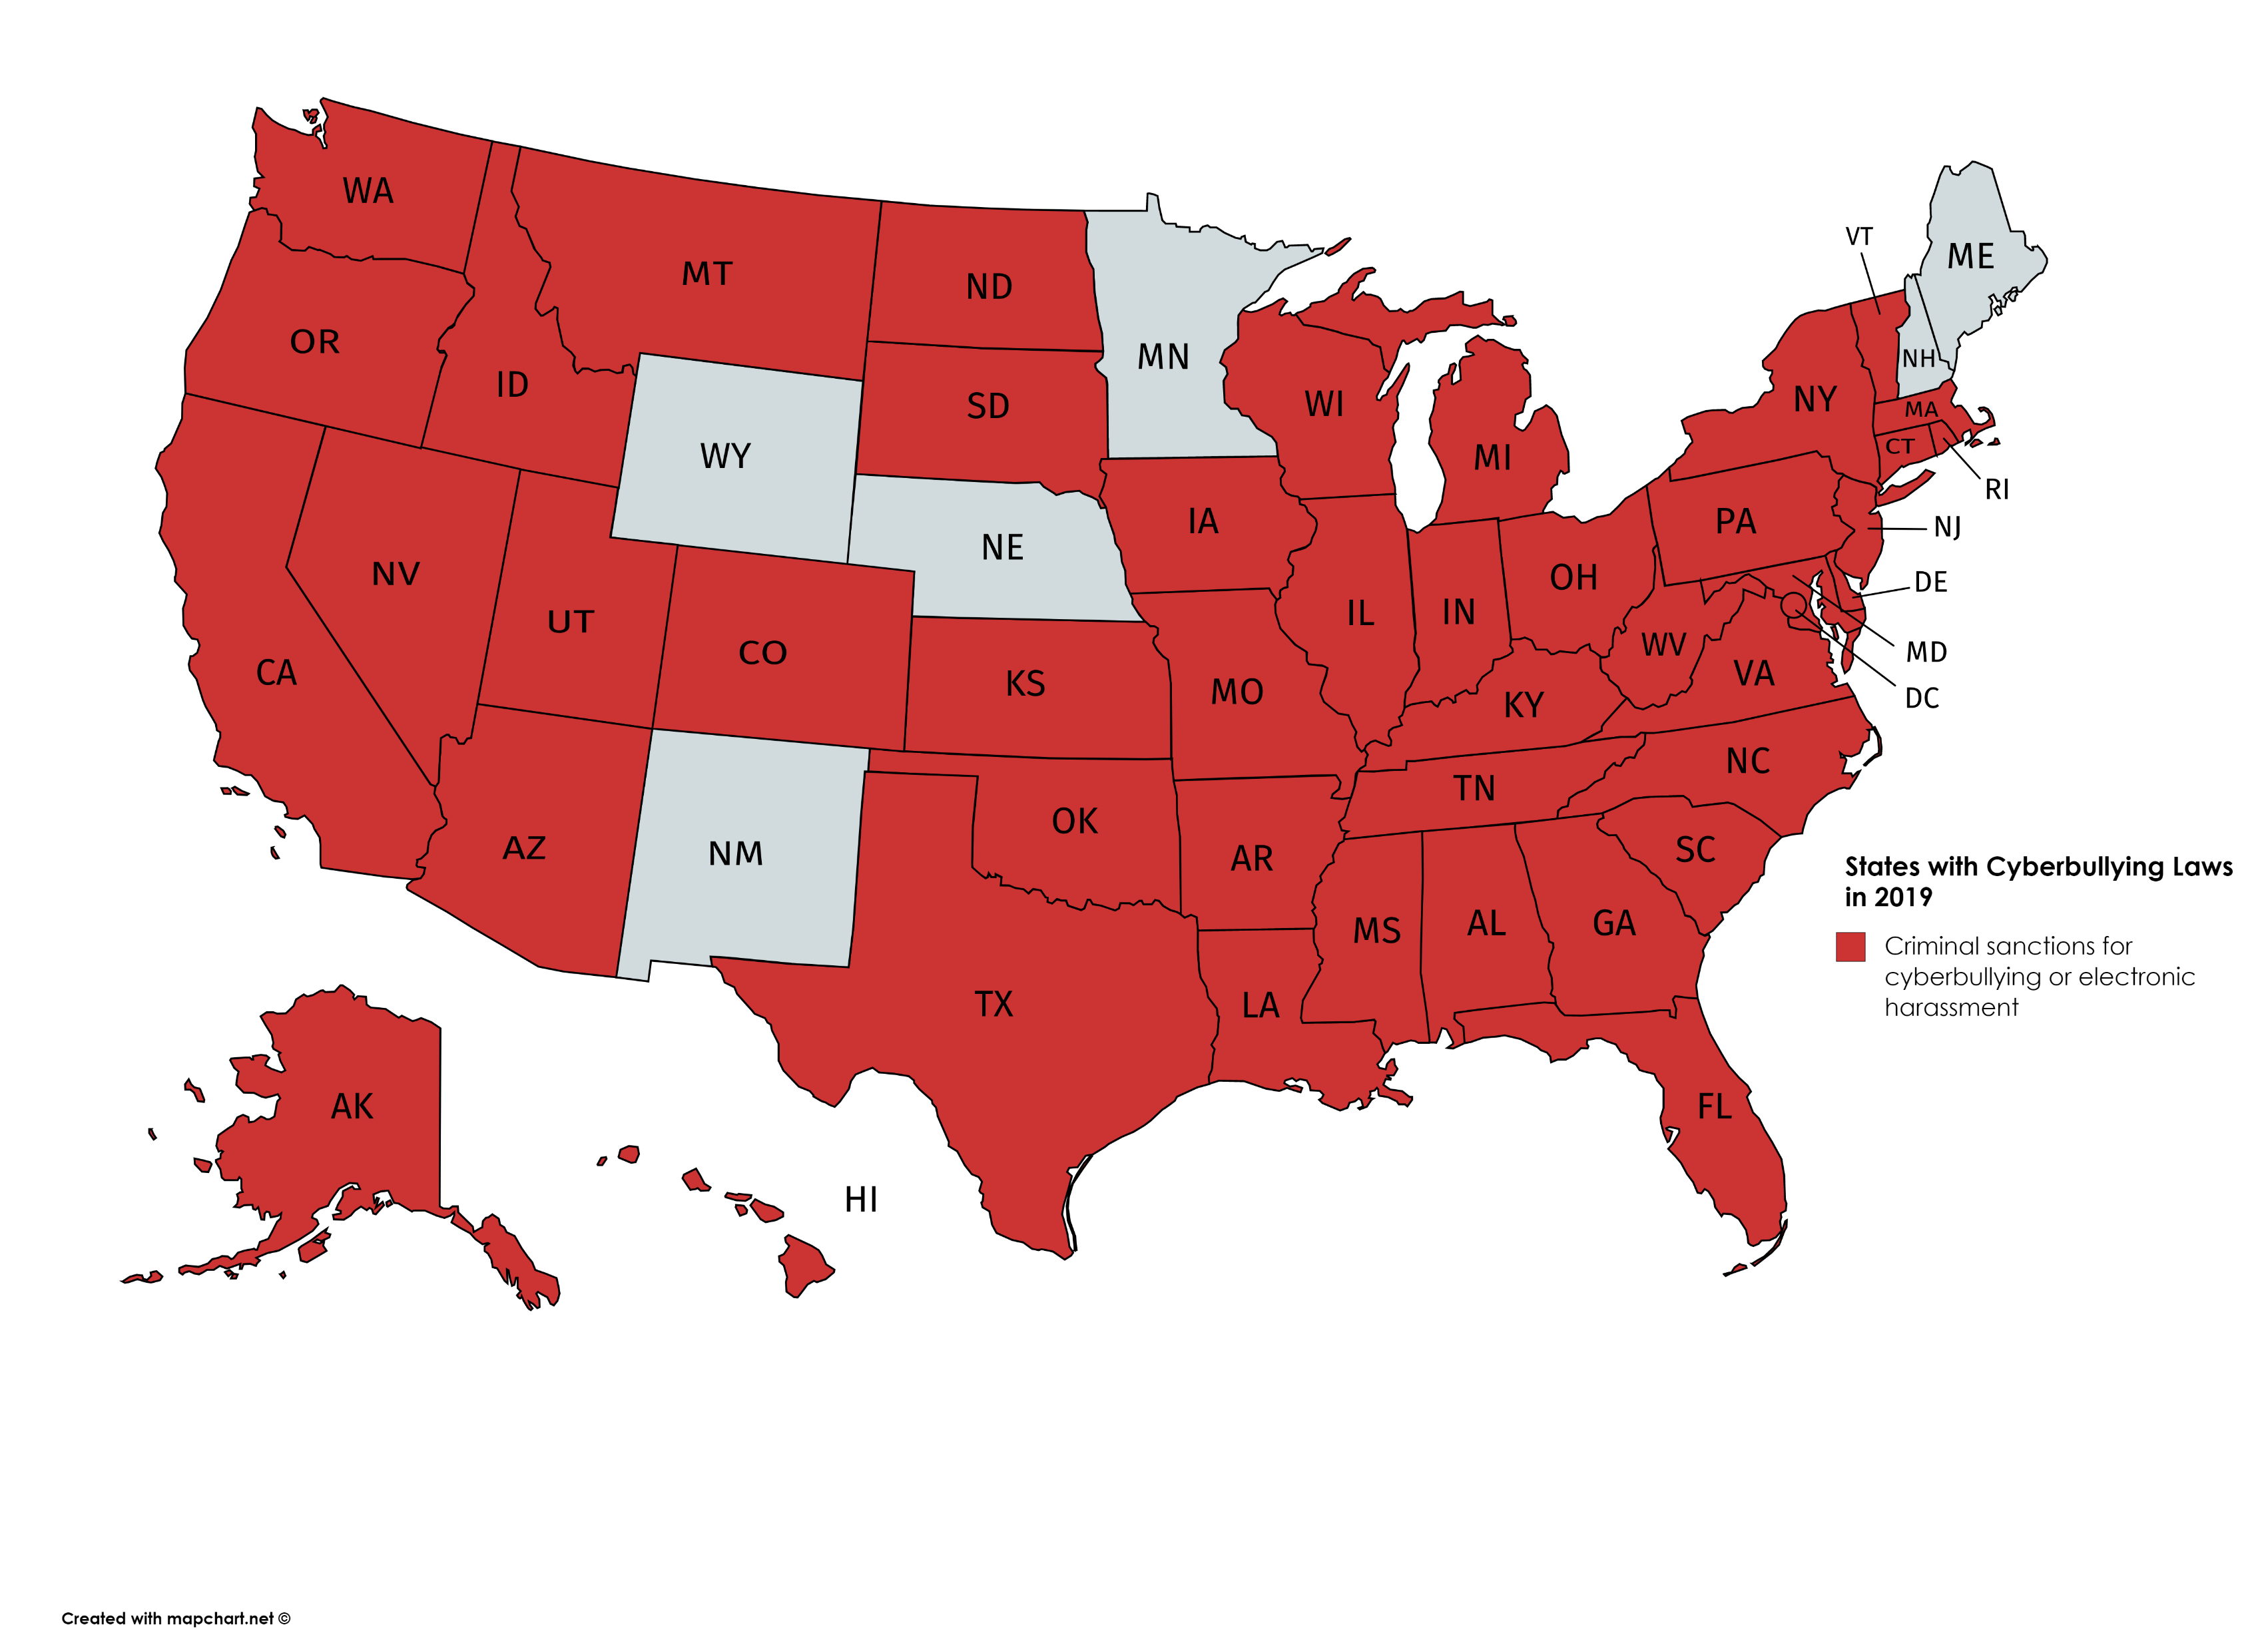 WA
VT
ME
MT
ND
OR
MN
NH
ID
NY
SD
WI
MA
WY
CT
MI
RI
IA
PA
NJ
NE
NV
OH
DE
IL
IN
UT
WV
MD
CO
CA
VA
KS
MO
DC
KY
NC
TN
OK
AZ
NM
SC
AR
States with Cyberbullying Laws
in 2019
MS
AL
GA
Criminal sanctions for
cyberbullying or electronic
harassment
TX
LA
AK
FL
HI
Created with mapchart.net ©